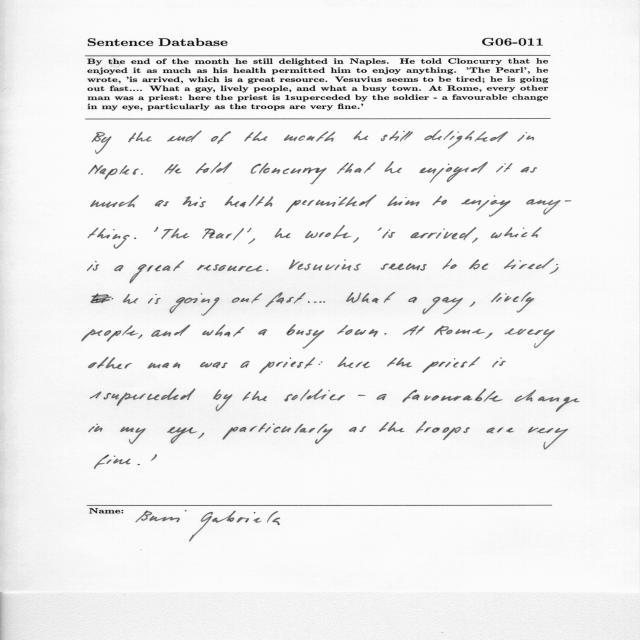 Sentence Database G06-011
By the end of the month he still delighted in Naples. He told Cloncurry that he
enjoyed it as much as his health permitted him to enjoy anything. 'The Pearl', he
wrote, 'is arrived, which is a great resource. Vesuvius seems to be tired; he is going
out fast.... What a gay, lively people, and what a busy town. At Rome, every other
man was a priest: here the priest is 1superceded by the soldier - a favourable change
in my eye, particularly as the troops are very fine.'
By the end of the month he still delighted in
Naples. He told Cloncurry that he enjoyed it as
much as his health permitted him to enjoy any-
thing. 'The Pearl', he wrote, 'is arrived, which
is a great resource. Vesuvius seems to be tired;
he is going out fast.... What a gay, lively
people, and what a busy town. At Rome, every
other man was a priest: here the priest is
1superceded by the soldier - a favourable change
in my eye, particularly as the troops are very
fine.'
Name: Gabriela